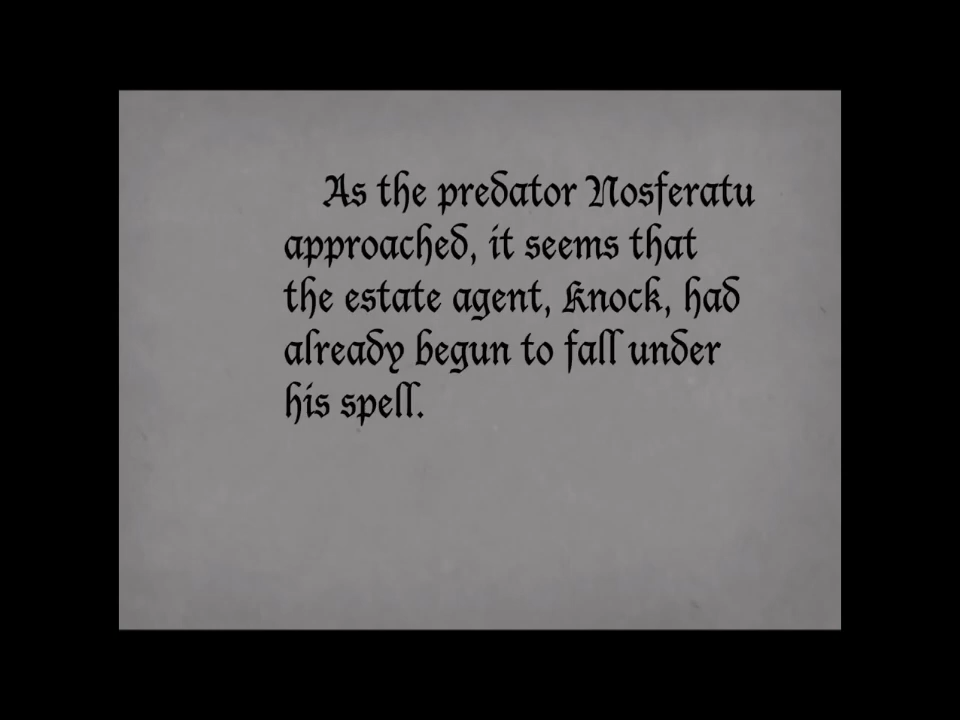 As the predator Nosferatu
approached, it seems that
the estate agent, Knock, had
already begun to fall under
his spell.